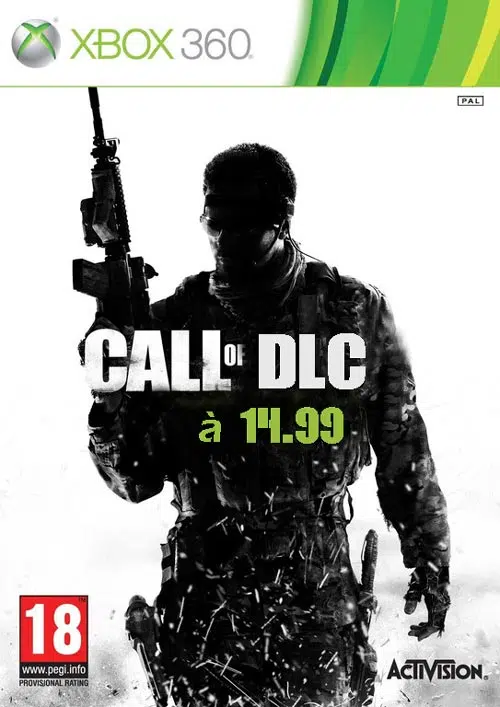 XBOX 360
PAL
CALL OF DLC
à 14.99
18
www.pegi.info
PROVISIONAL RATING
ACTIVISION